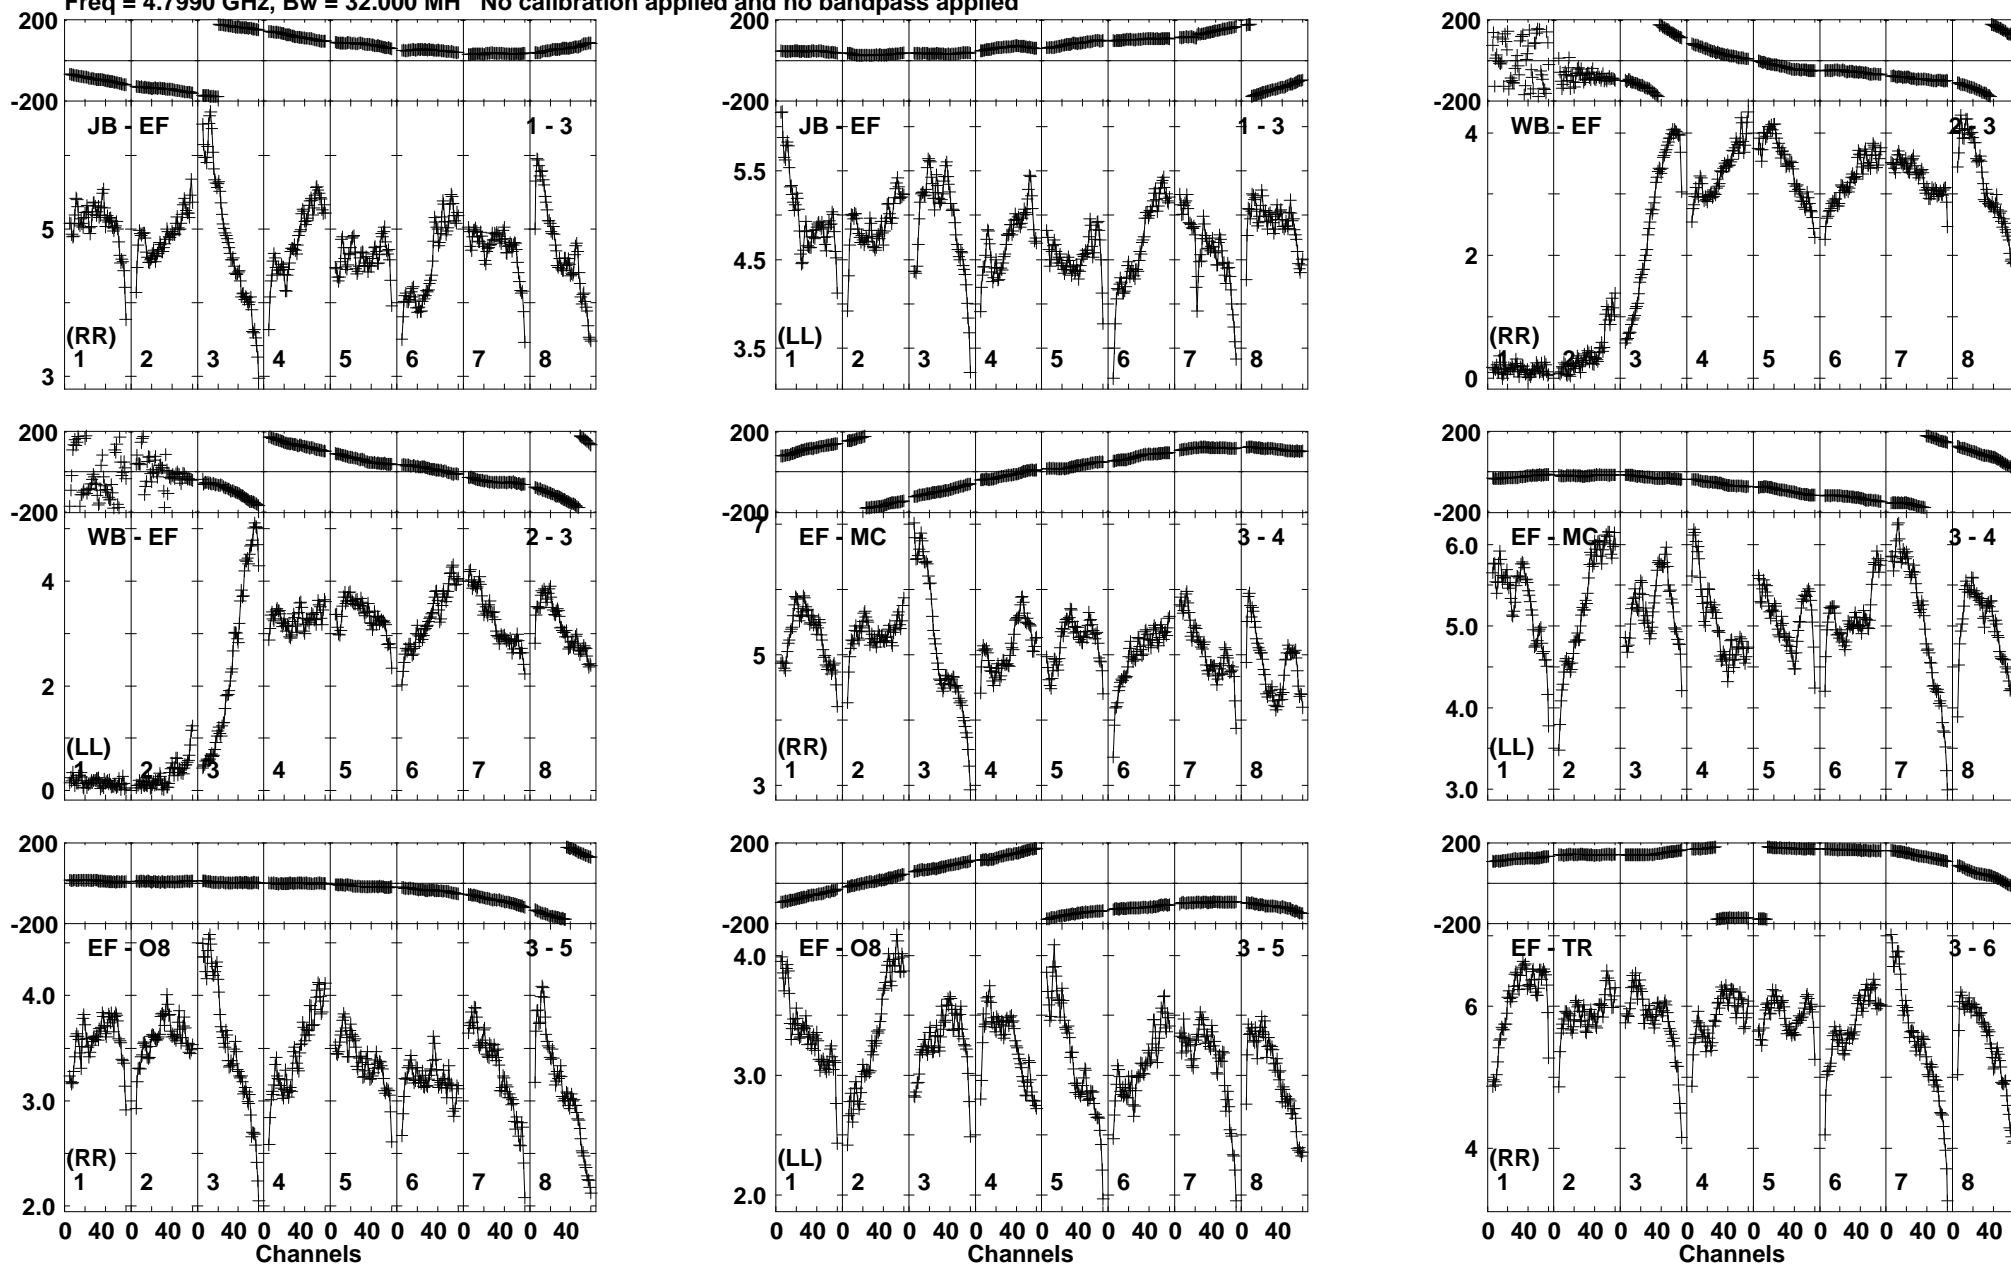 Freq = 4.7990 GHz, Bw = 32.000 MH No calibration applied and no bandpass applied
200
-200
JB - EF 1 - 3
5
3
(RR)
1 2 3 4 5 6 7 8
200
-200
JB - EF 1 - 3
5.5
4.5
3.5
(LL)
1 2 3 4 5 6 7 8
200
-200
WB - EF 2 - 3
4
2
0
(RR)
1 2 3 4 5 6 7 8
200
-200
WB - EF 2 - 3
4
2
0
(LL)
1 2 3 4 5 6 7 8
200
-200
7
EF - MC 3 - 4
5
3
(RR)
1 2 3 4 5 6 7 8
200
-200
EF - MC 3 - 4
6.0
5.0
4.0
3.0
(LL)
1 2 3 4 5 6 7 8
200
-200
EF - O8 3 - 5
4.0
3.0
2.0
(RR)
1 2 3 4 5 6 7 8
0 40 0 40 0 40 0 40 0 40 0 40 0 40 0 40
Channels
200
-200
EF - O8 3 - 5
4.0
3.0
2.0
(LL)
1 2 3 4 5 6 7 8
0 40 0 40 0 40 0 40 0 40 0 40 0 40 0 40
Channels
200
-200
EF - TR 3 - 6
6
4
(RR)
1 2 3 4 5 6 7 8
0 40 0 40 0 40 0 40 0 40 0 40 0 40 0 40
Channels